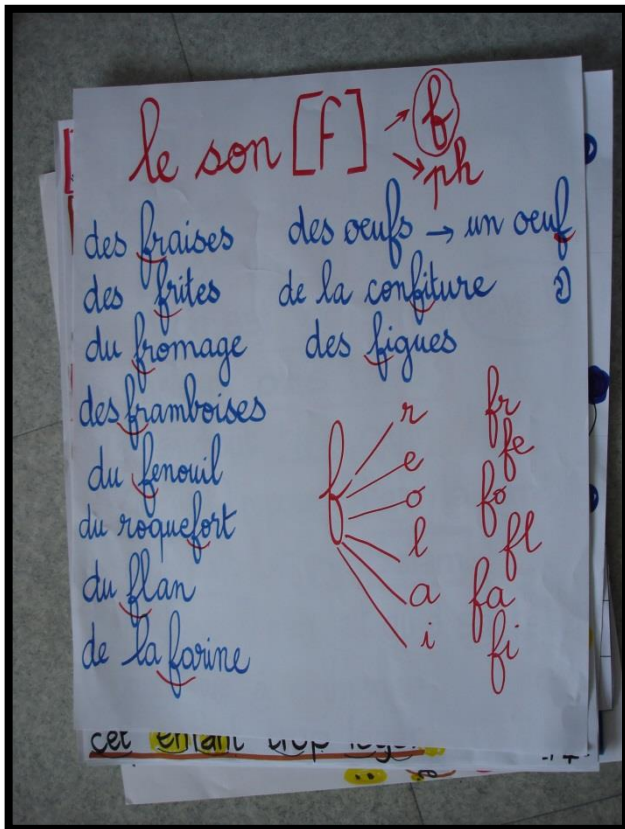 le son [f] → f
→ ph
des fraises
des frites
du fromage
des framboises
du fenouil
du roquefort
du flan
de la farine
des oeufs → un oeuf
de la confiture
des figues
f
r
e
o
l
a
i
fr
fe
fo
fl
fa
fi
cet enfant trop